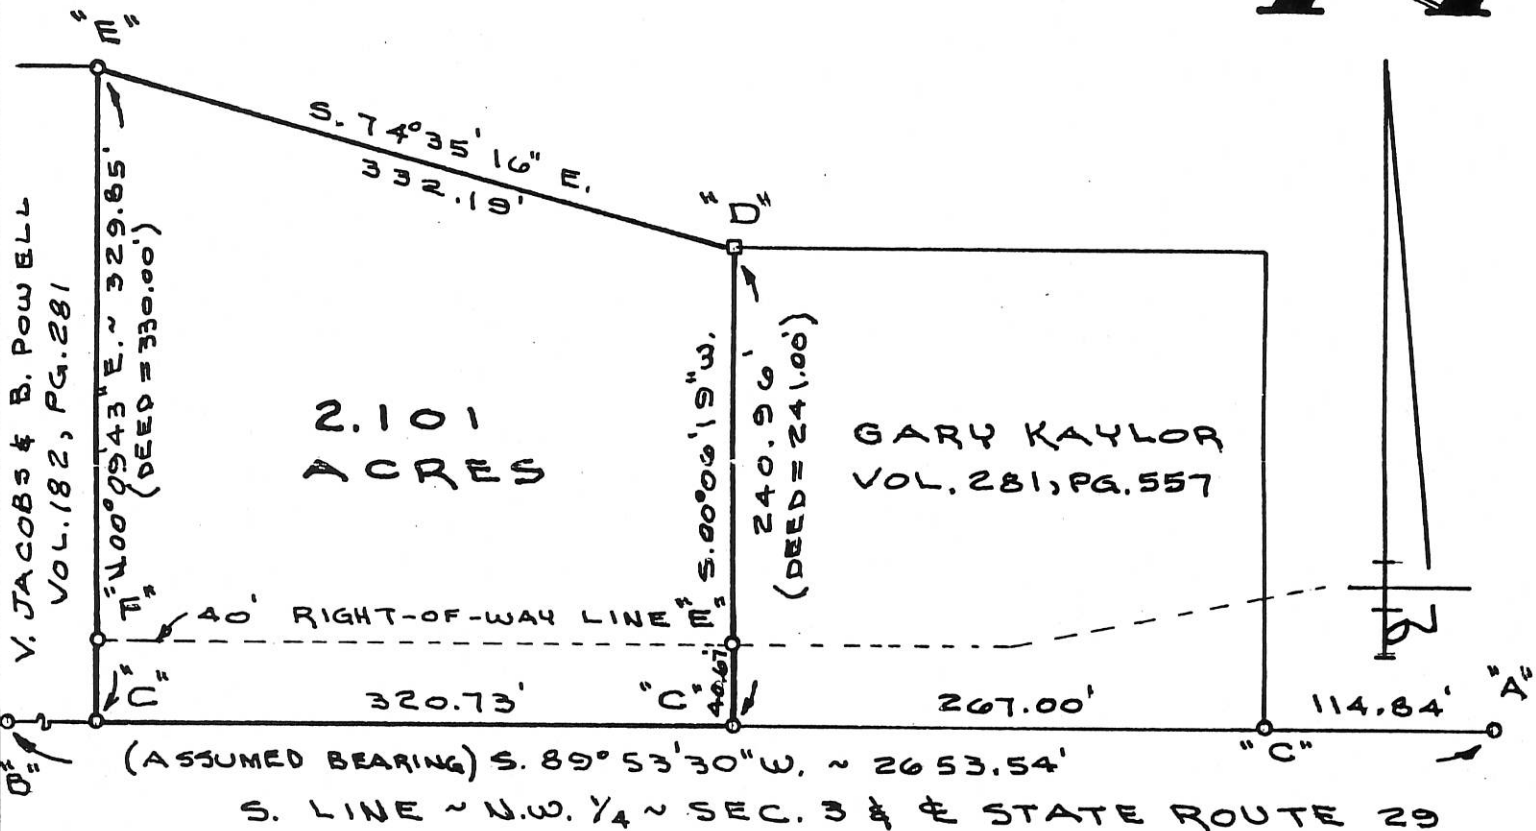 "E"
S. 74°35'16" E.
332.19'
"D"
V. JACOBS & B. POWELL
VOL. 182, PG. 281
N.00°09'43"E. ~ 329.85'
(DEED = 330.00')
2.101
ACRES
S.00°06'19"W.
240.96'
(DEED = 241.00')
GARY KAYLOR
VOL. 281, PG. 557
"F"
40' RIGHT-OF-WAY LINE
"E"
"C"
320.73'
"C"
40.67'
267.00'
114.84'
"A"
"B"
(ASSUMED BEARING) S. 89°53'30"W. ~ 2653.54'
"C"
S. LINE ~ N.W. 1/4 ~ SEC. 3 & ℄ STATE ROUTE 29